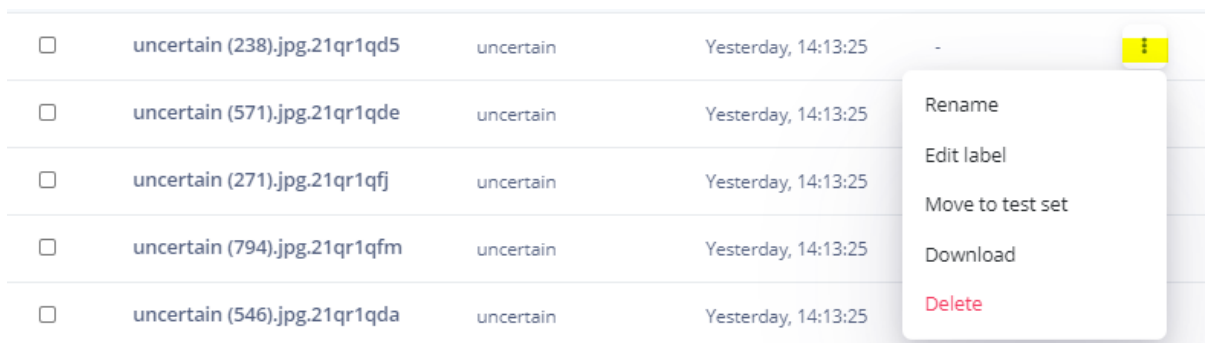 uncertain (238).jpg.21qr1qd5 uncertain Yesterday, 14:13:25 -
uncertain (571).jpg.21qr1qde uncertain Yesterday, 14:13:25
uncertain (271).jpg.21qr1qfj uncertain Yesterday, 14:13:25
uncertain (794).jpg.21qr1qfm uncertain Yesterday, 14:13:25
uncertain (546).jpg.21qr1qda uncertain Yesterday, 14:13:25
Rename
Edit label
Move to test set
Download
Delete